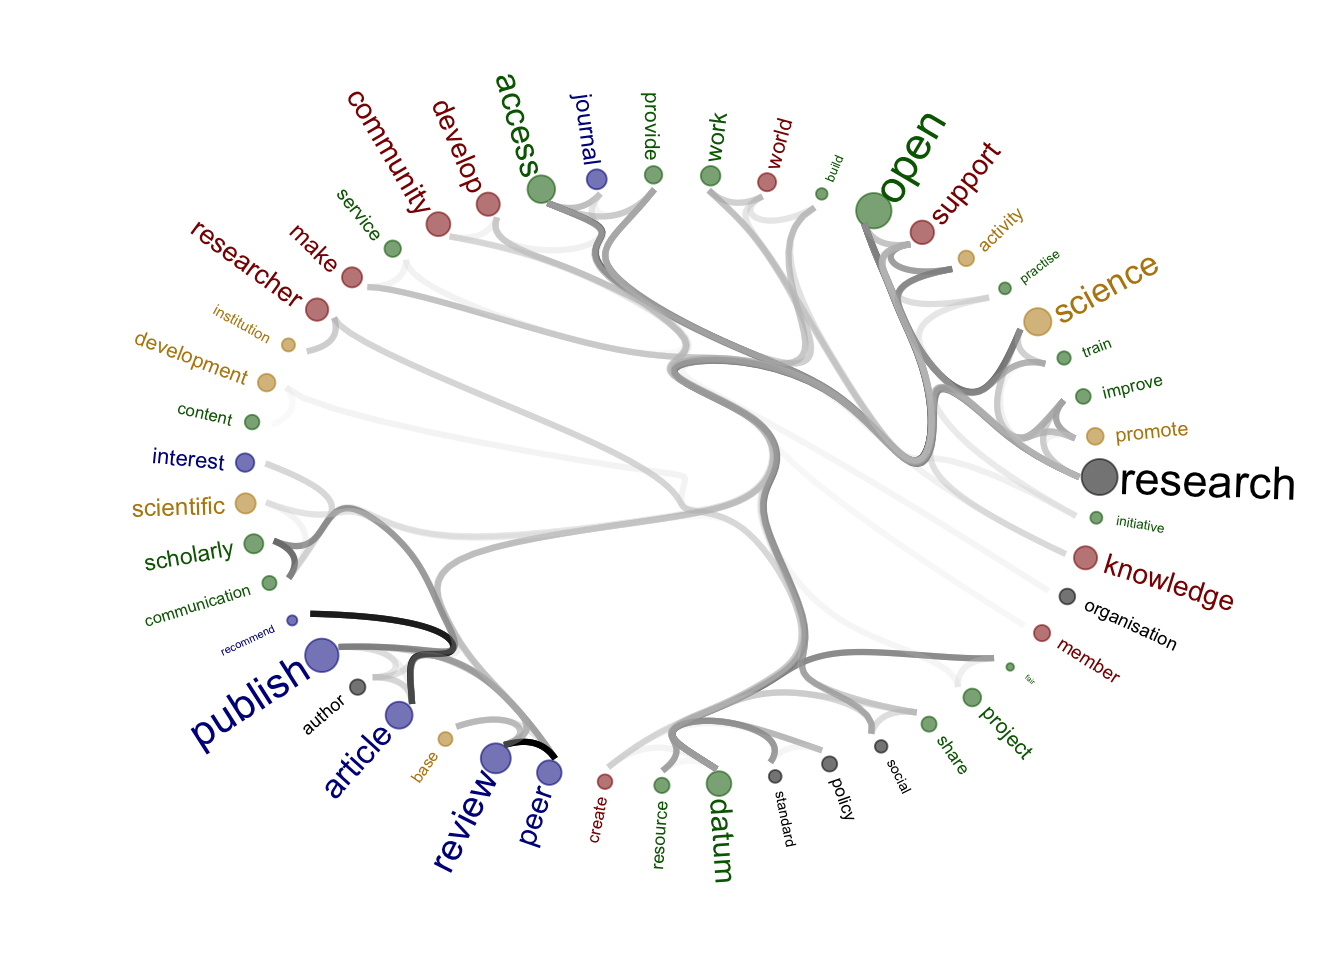 access
journal
provide
work
world
build
open
support
activity
practise
science
train
improve
promote
research
initiative
knowledge
organisation
member
fair
project
share
social
policy
standard
datum
resource
create
peer
review
base
article
author
publish
recommend
communication
scholarly
scientific
interest
content
development
institution
researcher
make
service
community
develop